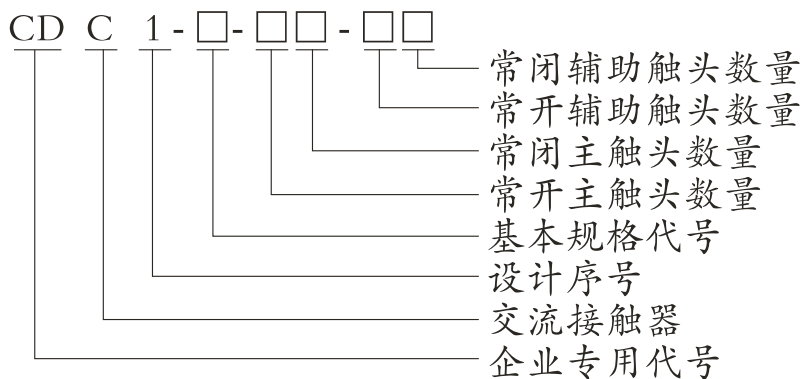 CD C 1-□-□□-□□
常闭辅助触头数量
常开辅助触头数量
常闭主触头数量
常开主触头数量
基本规格代号
设计序号
交流接触器
企业专用代号